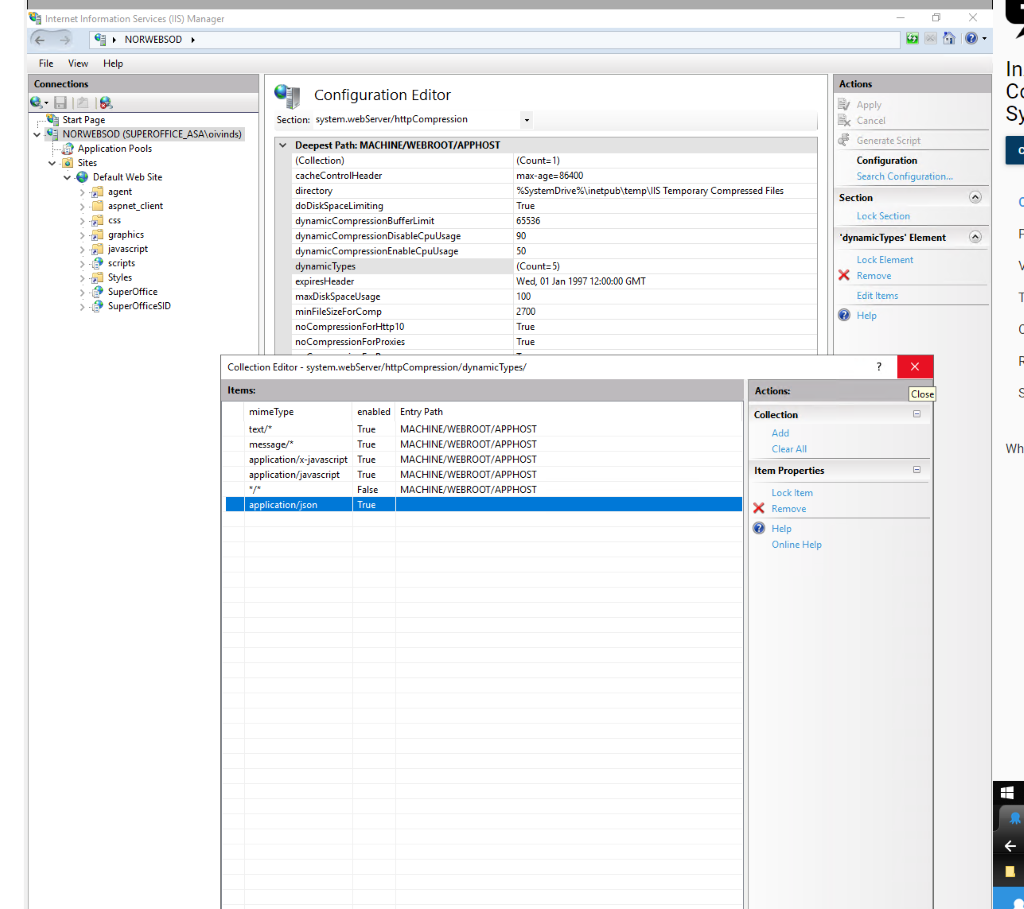 Internet Information Services (IIS) Manager
NORWEBSOD
File View Help
Connections
Start Page
NORWEBSOD (SUPEROFFICE_ASA\oivinds)
Application Pools
Sites
Default Web Site
agent
aspnet_client
css
graphics
javascript
scripts
Styles
SuperOffice
SuperOfficeSID
Configuration Editor
Section: system.webServer/httpCompression
Deepest Path: MACHINE/WEBROOT/APPHOST
(Collection) (Count=1)
cacheControlHeader max-age=86400
directory %SystemDrive%\inetpub\temp\IIS Temporary Compressed Files
doDiskSpaceLimiting True
dynamicCompressionBufferLimit 65536
dynamicCompressionDisableCpuUsage 90
dynamicCompressionEnableCpuUsage 50
dynamicTypes (Count=5)
expiresHeader Wed, 01 Jan 1997 12:00:00 GMT
maxDiskSpaceUsage 100
minFileSizeForComp 2700
noCompressionForHttp10 True
noCompressionForProxies True
Actions
Apply
Cancel
Generate Script
Configuration
Search Configuration...
Section
Lock Section
'dynamicTypes' Element
Lock Element
Remove
Edit Items
Help
Collection Editor - system.webServer/httpCompression/dynamicTypes/
?
Close
Items:
mimeType enabled Entry Path
text/* True MACHINE/WEBROOT/APPHOST
message/* True MACHINE/WEBROOT/APPHOST
application/x-javascript True MACHINE/WEBROOT/APPHOST
application/javascript True MACHINE/WEBROOT/APPHOST
*/* False MACHINE/WEBROOT/APPHOST
application/json True
Actions:
Collection
Add
Clear All
Item Properties
Lock Item
Remove
Help
Online Help
In
Sy
Wh